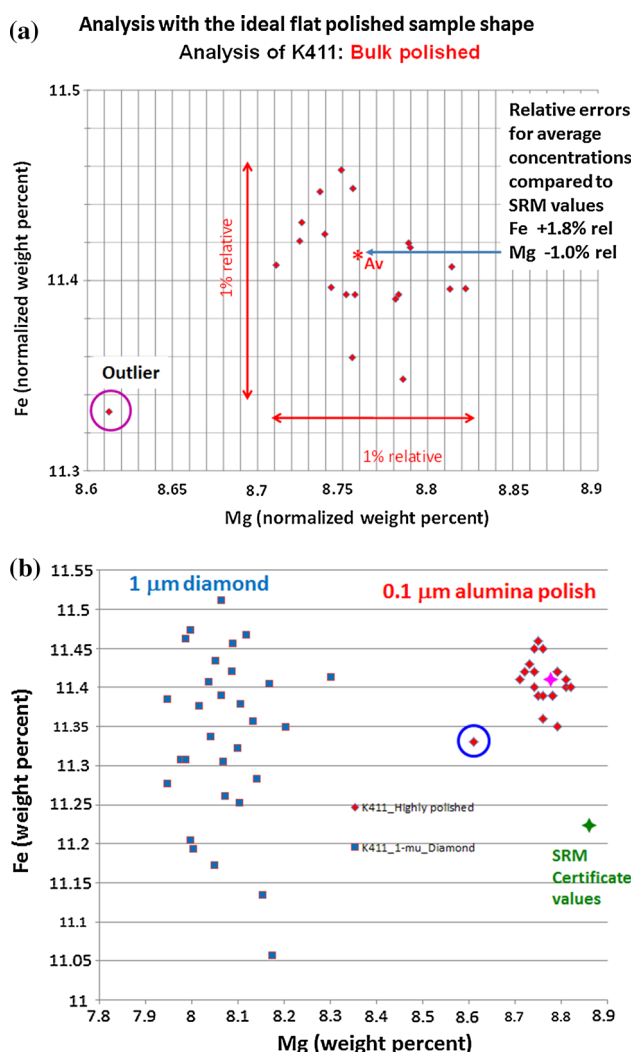 (a)
Analysis with the ideal flat polished sample shape
Analysis of K411: Bulk polished
11.5
11.4
11.3
Fe (normalized weight percent)
1% relative
*Av
Relative errors
for average
concentrations
compared to
SRM values
Fe +1.8% rel
Mg -1.0% rel
Outlier
1% relative
8.6
8.65
8.7
8.75
8.8
8.85
8.9
Mg (normalized weight percent)
(b)
11.55
11.5
11.45
11.4
11.35
11.3
11.25
11.2
11.15
11.1
11.05
11
Fe (weight percent)
1 μm diamond
0.1 μm alumina polish
K411_Highly polished
K411_1-mu_Diamond
SRM
Certificate
values
7.8
7.9
8
8.1
8.2
8.3
8.4
8.5
8.6
8.7
8.8
8.9
Mg (weight percent)